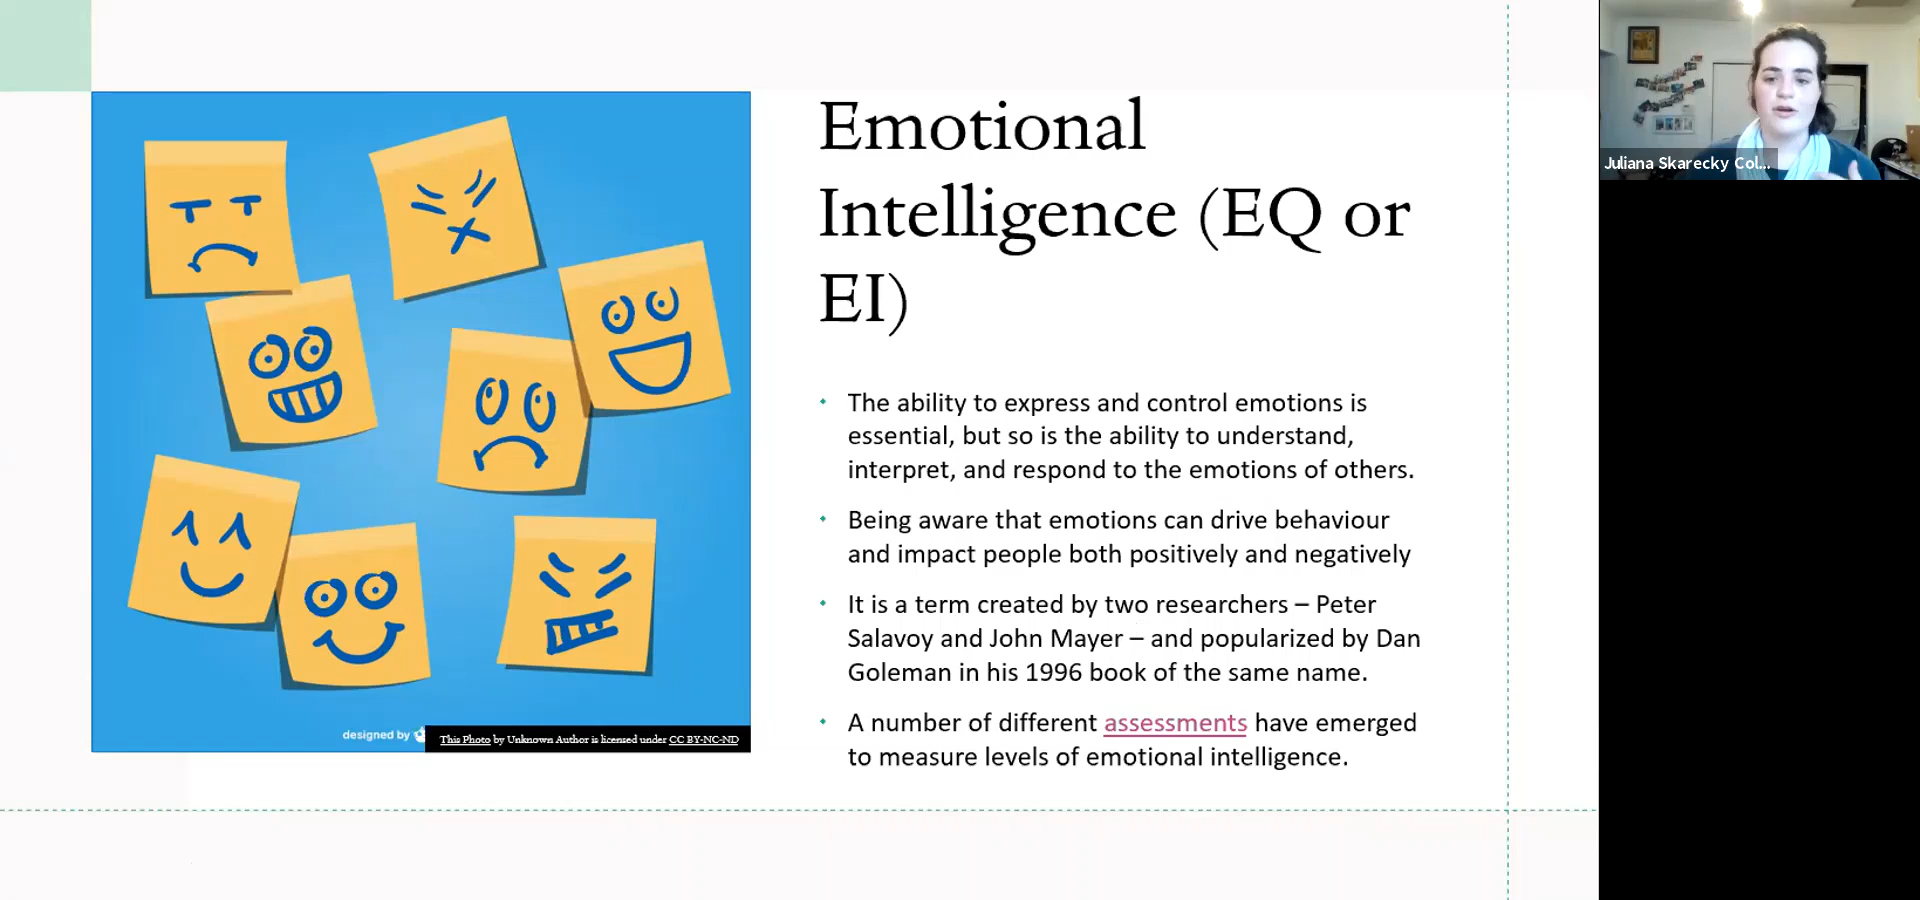 Emotional
Intelligence (EQ or
EI)
The ability to express and control emotions is
essential, but so is the ability to understand,
interpret, and respond to the emotions of others.
Being aware that emotions can drive behaviour
and impact people both positively and negatively
It is a term created by two researchers – Peter
Salavoy and John Mayer – and popularized by Dan
Goleman in his 1996 book of the same name.
A number of different assessments have emerged
to measure levels of emotional intelligence.
designed by
This Photo by Unknown Author is licensed under CC BY-NC-ND
Juliana Skarecky Col...